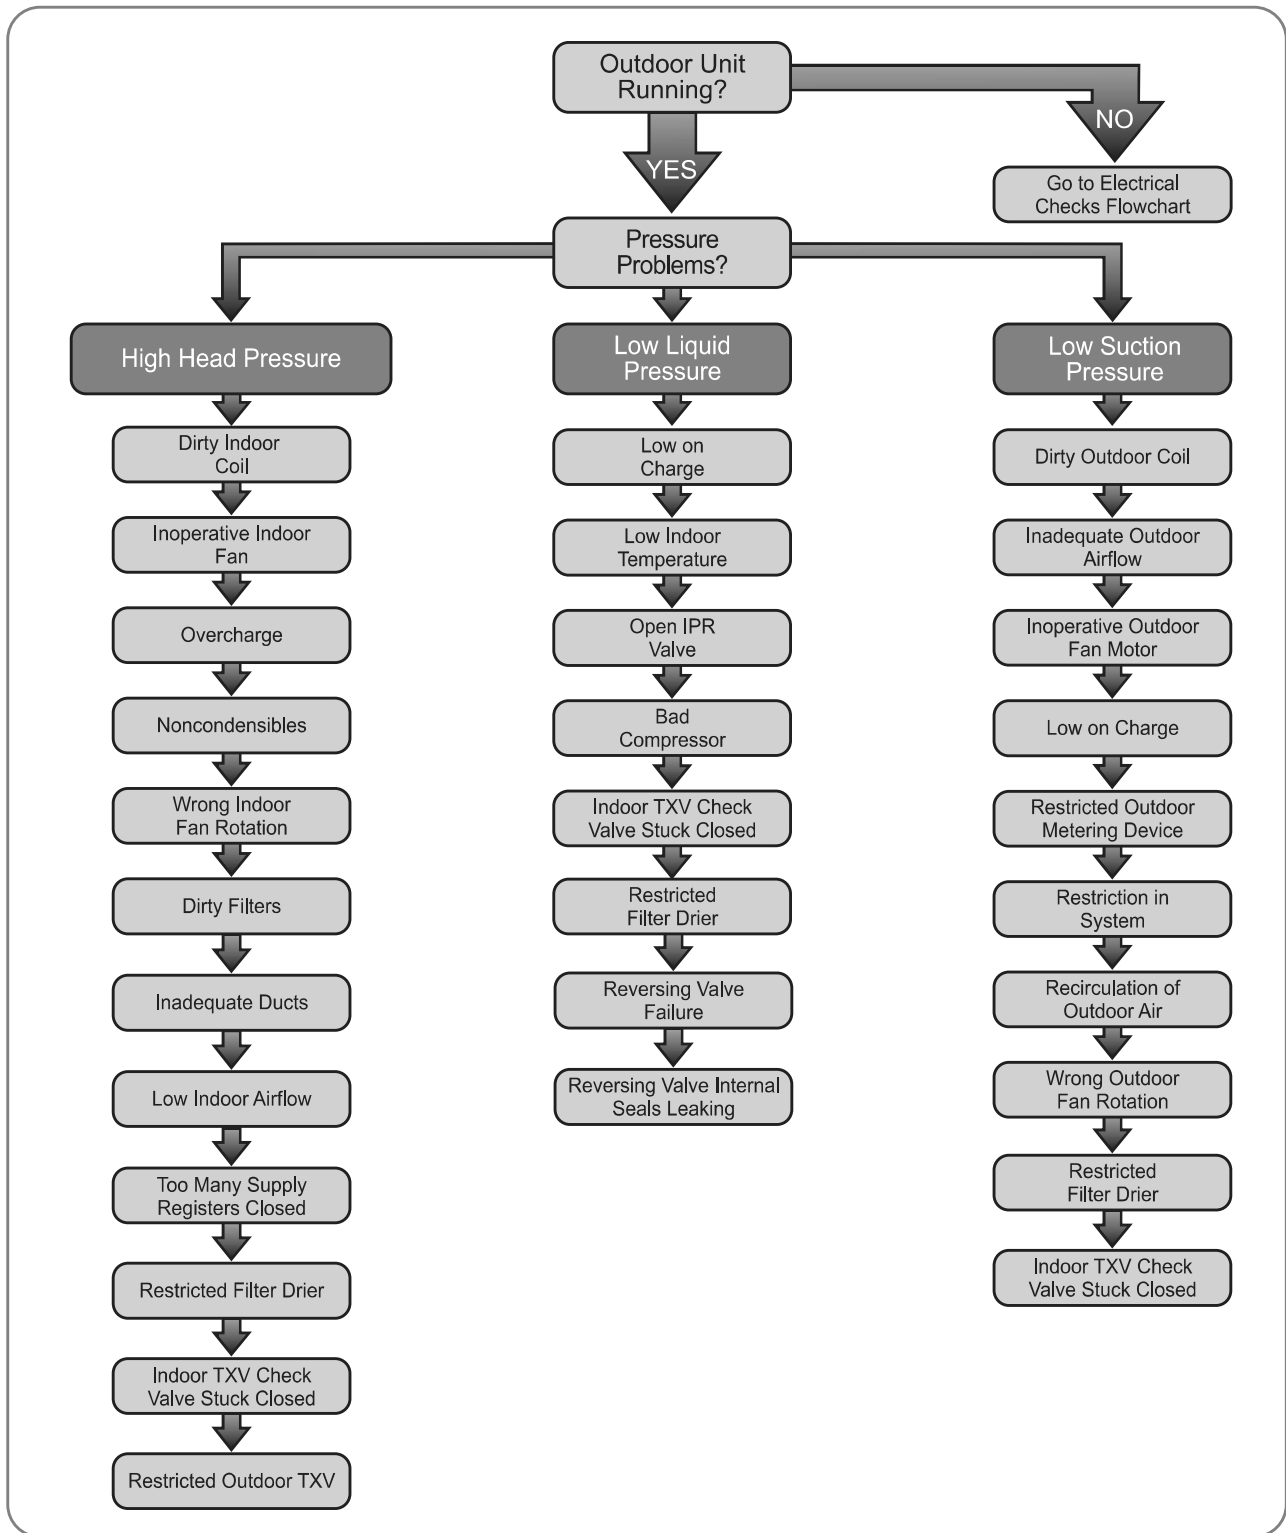 Outdoor Unit
Running?
NO
YES
Go to Electrical
Checks Flowchart
Pressure
Problems?
High Head Pressure
Dirty Indoor
Coil
Inoperative Indoor
Fan
Overcharge
Noncondensibles
Wrong Indoor
Fan Rotation
Dirty Filters
Inadequate Ducts
Low Indoor Airflow
Too Many Supply
Registers Closed
Restricted Filter Drier
Indoor TXV Check
Valve Stuck Closed
Restricted Outdoor TXV
Low Liquid
Pressure
Low on
Charge
Low Indoor
Temperature
Open IPR
Valve
Bad
Compressor
Indoor TXV Check
Valve Stuck Closed
Restricted
Filter Drier
Reversing Valve
Failure
Reversing Valve Internal
Seals Leaking
Low Suction
Pressure
Dirty Outdoor Coil
Inadequate Outdoor
Airflow
Inoperative Outdoor
Fan Motor
Low on Charge
Restricted Outdoor
Metering Device
Restriction in
System
Recirculation of
Outdoor Air
Wrong Outdoor
Fan Rotation
Restricted
Filter Drier
Indoor TXV Check
Valve Stuck Closed